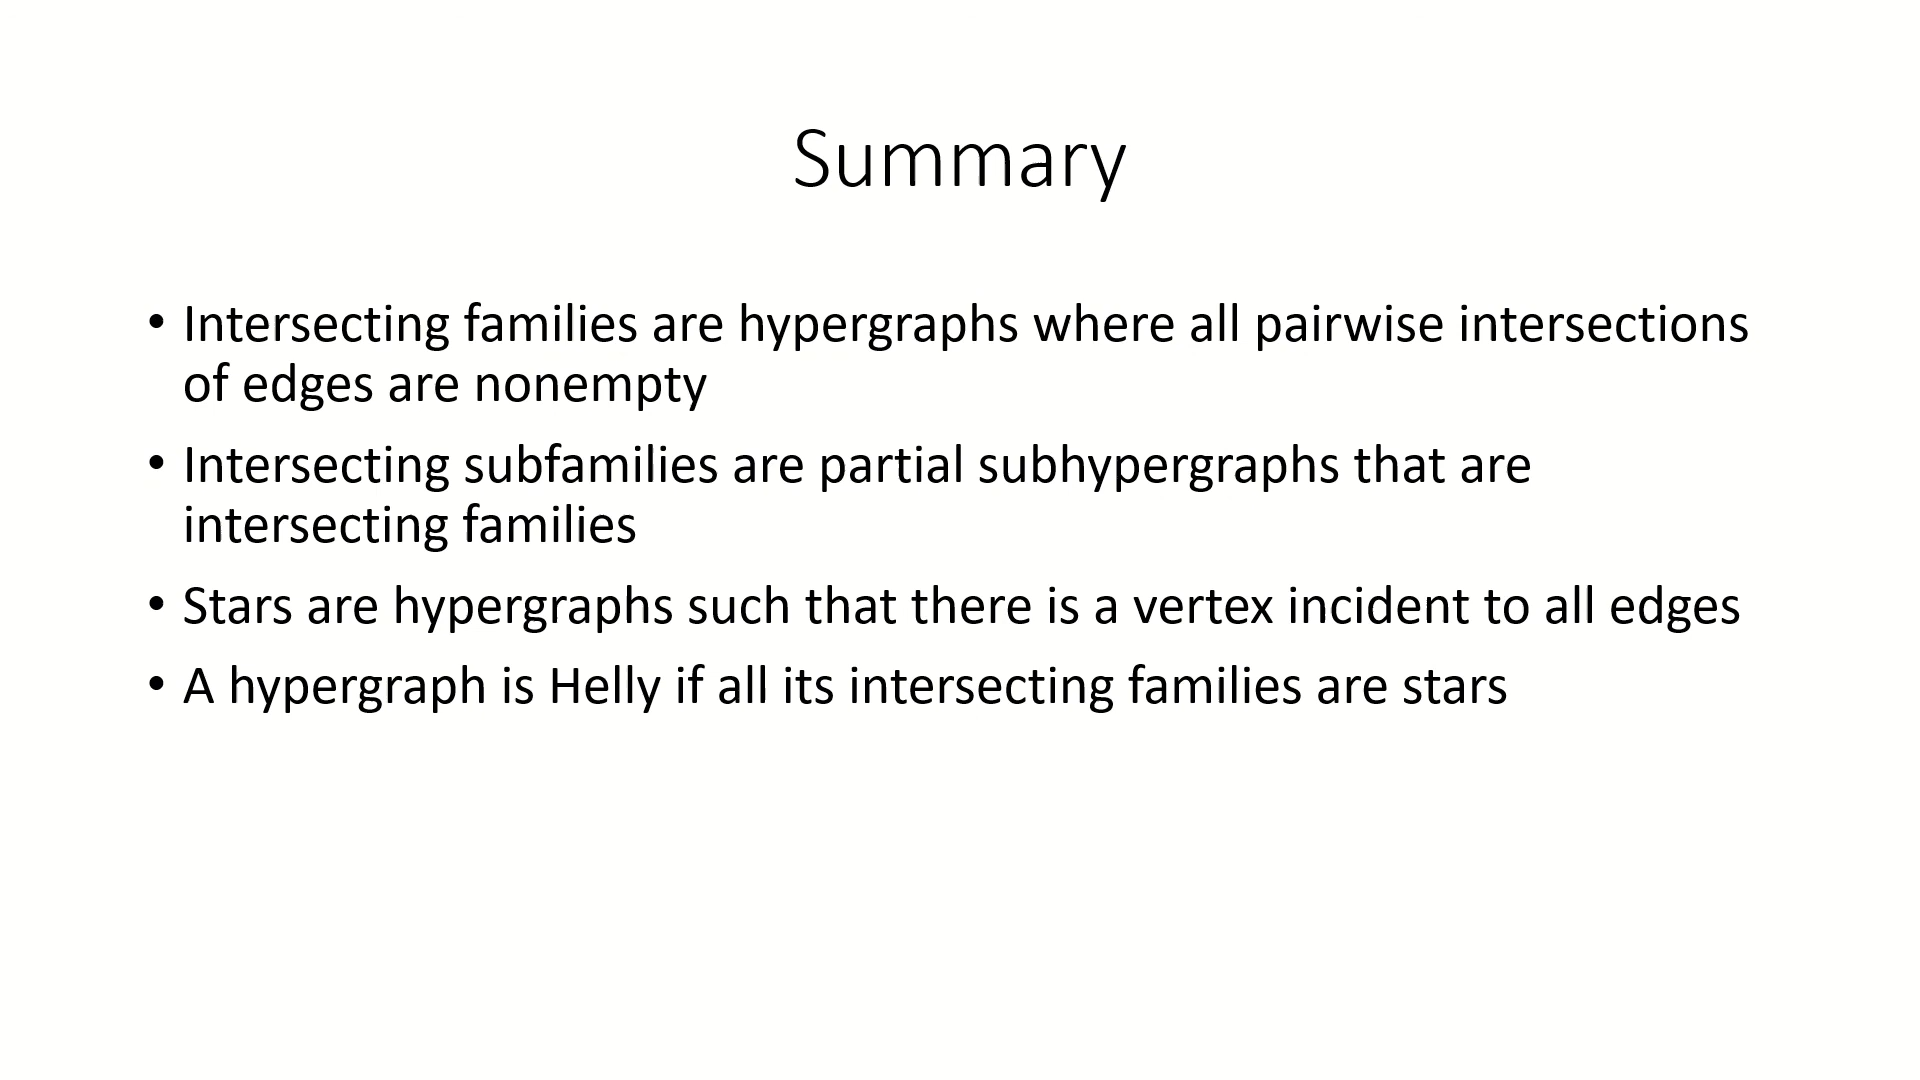 Summary
• Intersecting families are hypergraphs where all pairwise intersections
of edges are nonempty
• Intersecting subfamilies are partial subhypergraphs that are
intersecting families
• Stars are hypergraphs such that there is a vertex incident to all edges
• A hypergraph is Helly if all its intersecting families are stars